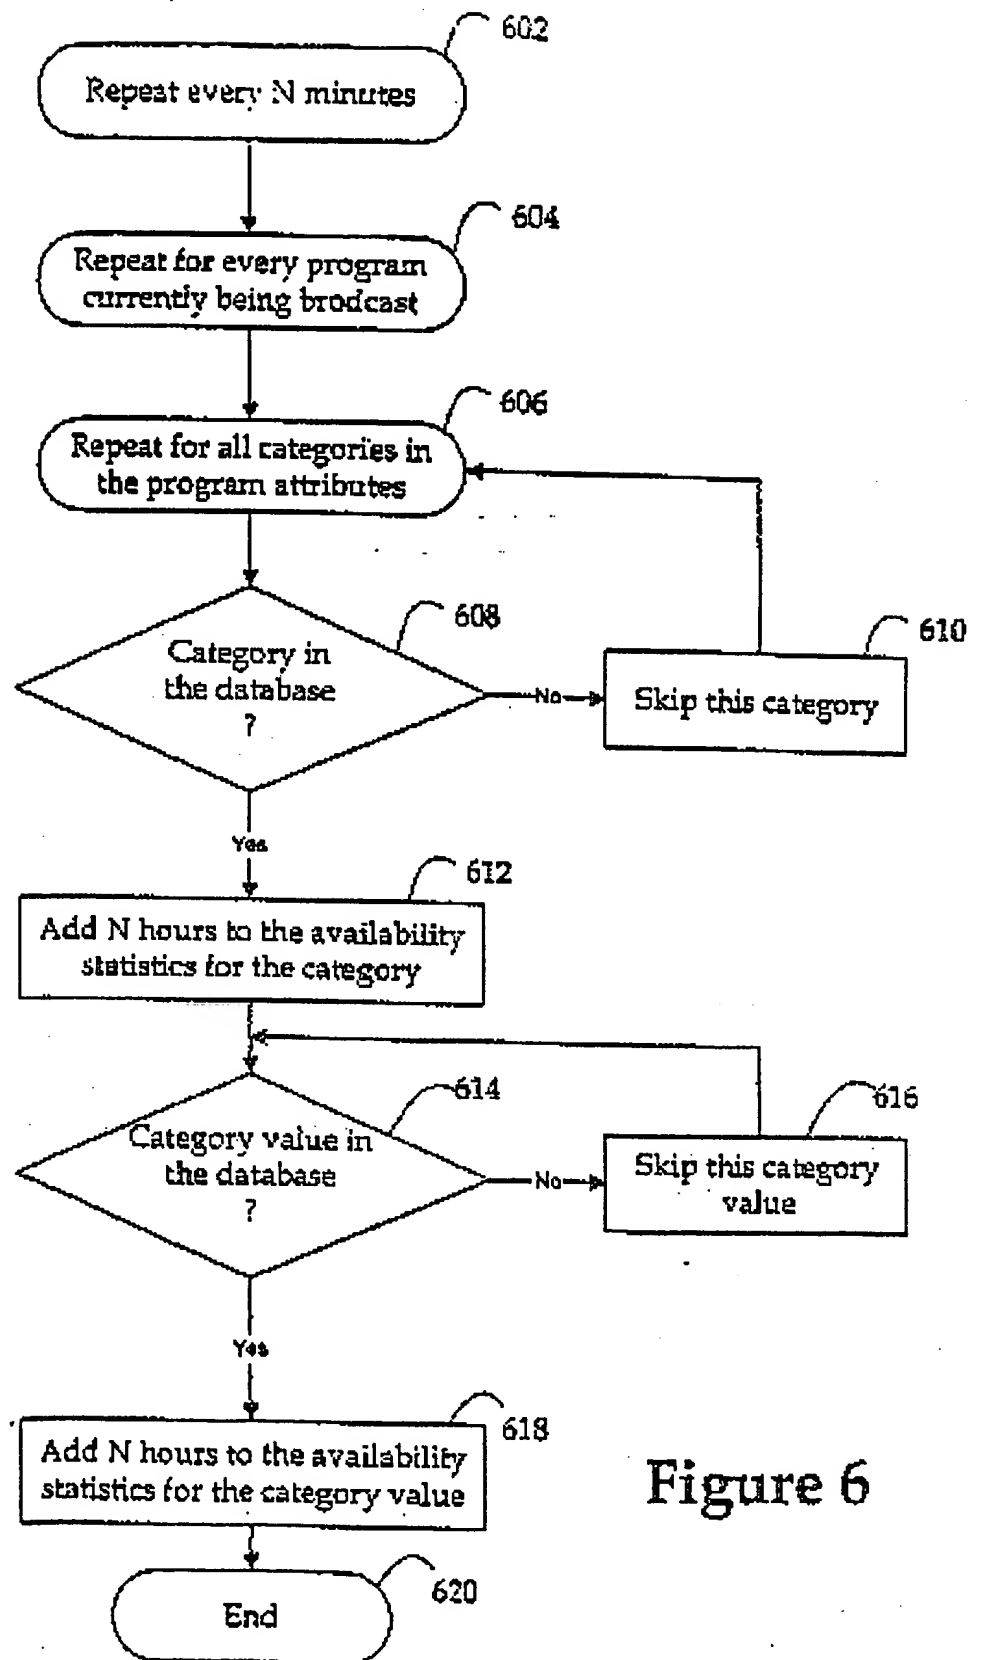 602
Repeat every N minutes
604
Repeat for every program
currently being brodcast
606
Repeat for all categories in
the program attributes
608
Category in
the database
?
No
610
Skip this category
Yes
612
Add N hours to the availability
statistics for the category
614
Category value in
the database
?
No
616
Skip this category
value
Yes
618
Add N hours to the availability
statistics for the category value
Figure 6
620
End